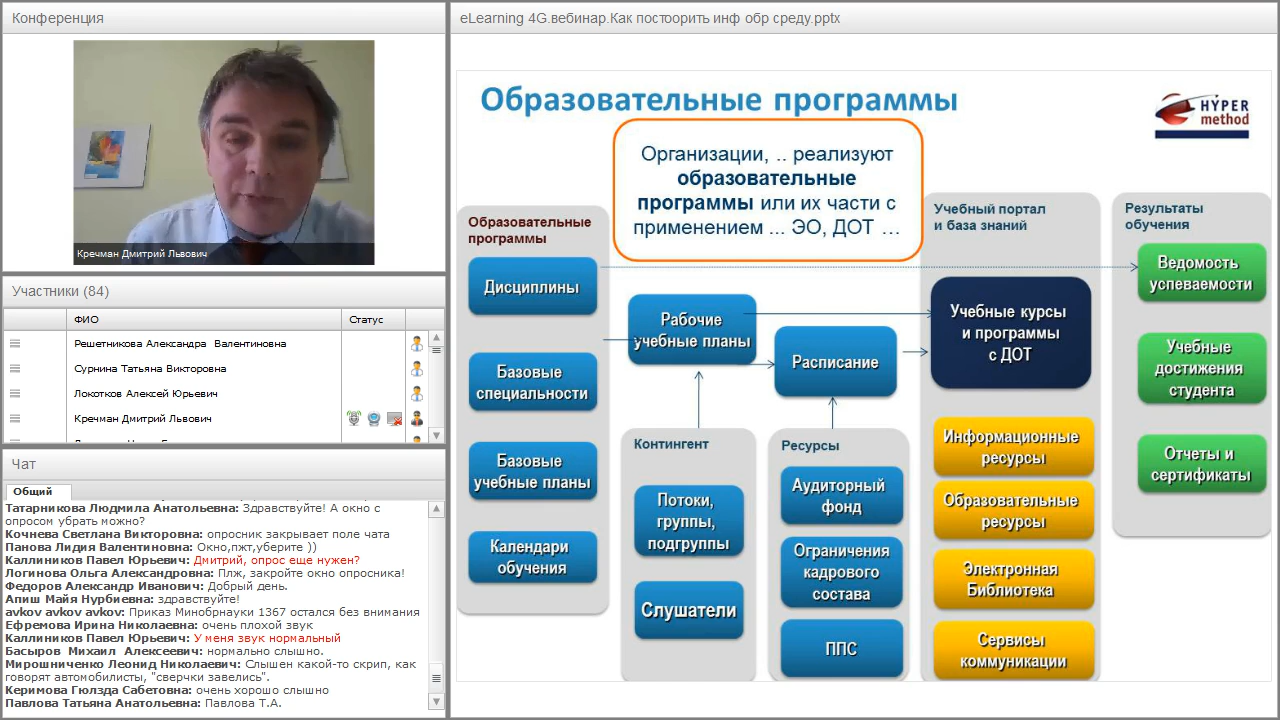 Конференция
Кречман Дмитрий Львович
Участники (84)
ФИО
Статус
Решетникова Александра Валентиновна
Сурнина Татьяна Викторовна
Локотков Алексей Юрьевич
Кречман Дмитрий Львович
Чат
Общий
Татарникова Людмила Анатольевна: Здравствуйте! А окно с
опросом убрать можно?
Кочнева Светлана Викторовна: опросник закрывает поле чата
Панова Лидия Валентиновна: Окно,пжт,уберите ))
Каллиников Павел Юрьевич: Дмитрий, опрос еще нужен?
Логинова Ольга Александровна: Плж, закройте окно опросника!
Федоров Александр Иванович: Добрый день.
Апиш Майя Нурбиевна: здравствуйте!
avkov avkov avkov: Приказ Минобрнауки 1367 остался без внимания
Ефремова Ирина Николаевна: очень плохой звук
Каллиников Павел Юрьевич: У меня звук нормальный
Басыров Михаил Алексеевич: нормально слышно.
Мирошниченко Леонид Николаевич: Слышен какой-то скрип, как
говорят автомобилисты, "сверчки завелись".
Керимова Гюлзда Сабетовна: очень хорошо слышно
Павлова Татьяна Анатольевна: Павлова Т.А.
eLearning 4G.вебинар.Как постоорить инф обр среду.pptx
Образовательные программы
HYPER
method
Организации, .. реализуют
образовательные
программы или их части с
применением ... ЭО, ДОТ ...
Образовательные
программы
Дисциплины
Базовые
специальности
Базовые
учебные планы
Календари
обучения
Рабочие
учебные планы
Расписание
Контингент
Потоки,
группы,
подгруппы
Слушатели
Ресурсы
Аудиторный
фонд
Ограничения
кадрового
состава
ППС
Учебный портал
и база знаний
Учебные курсы
и программы
с ДОТ
Информационные
ресурсы
Образовательные
ресурсы
Электронная
Библиотека
Сервисы
коммуникации
Результаты
обучения
Ведомость
успеваемости
Учебные
достижения
студента
Отчеты и
сертификаты